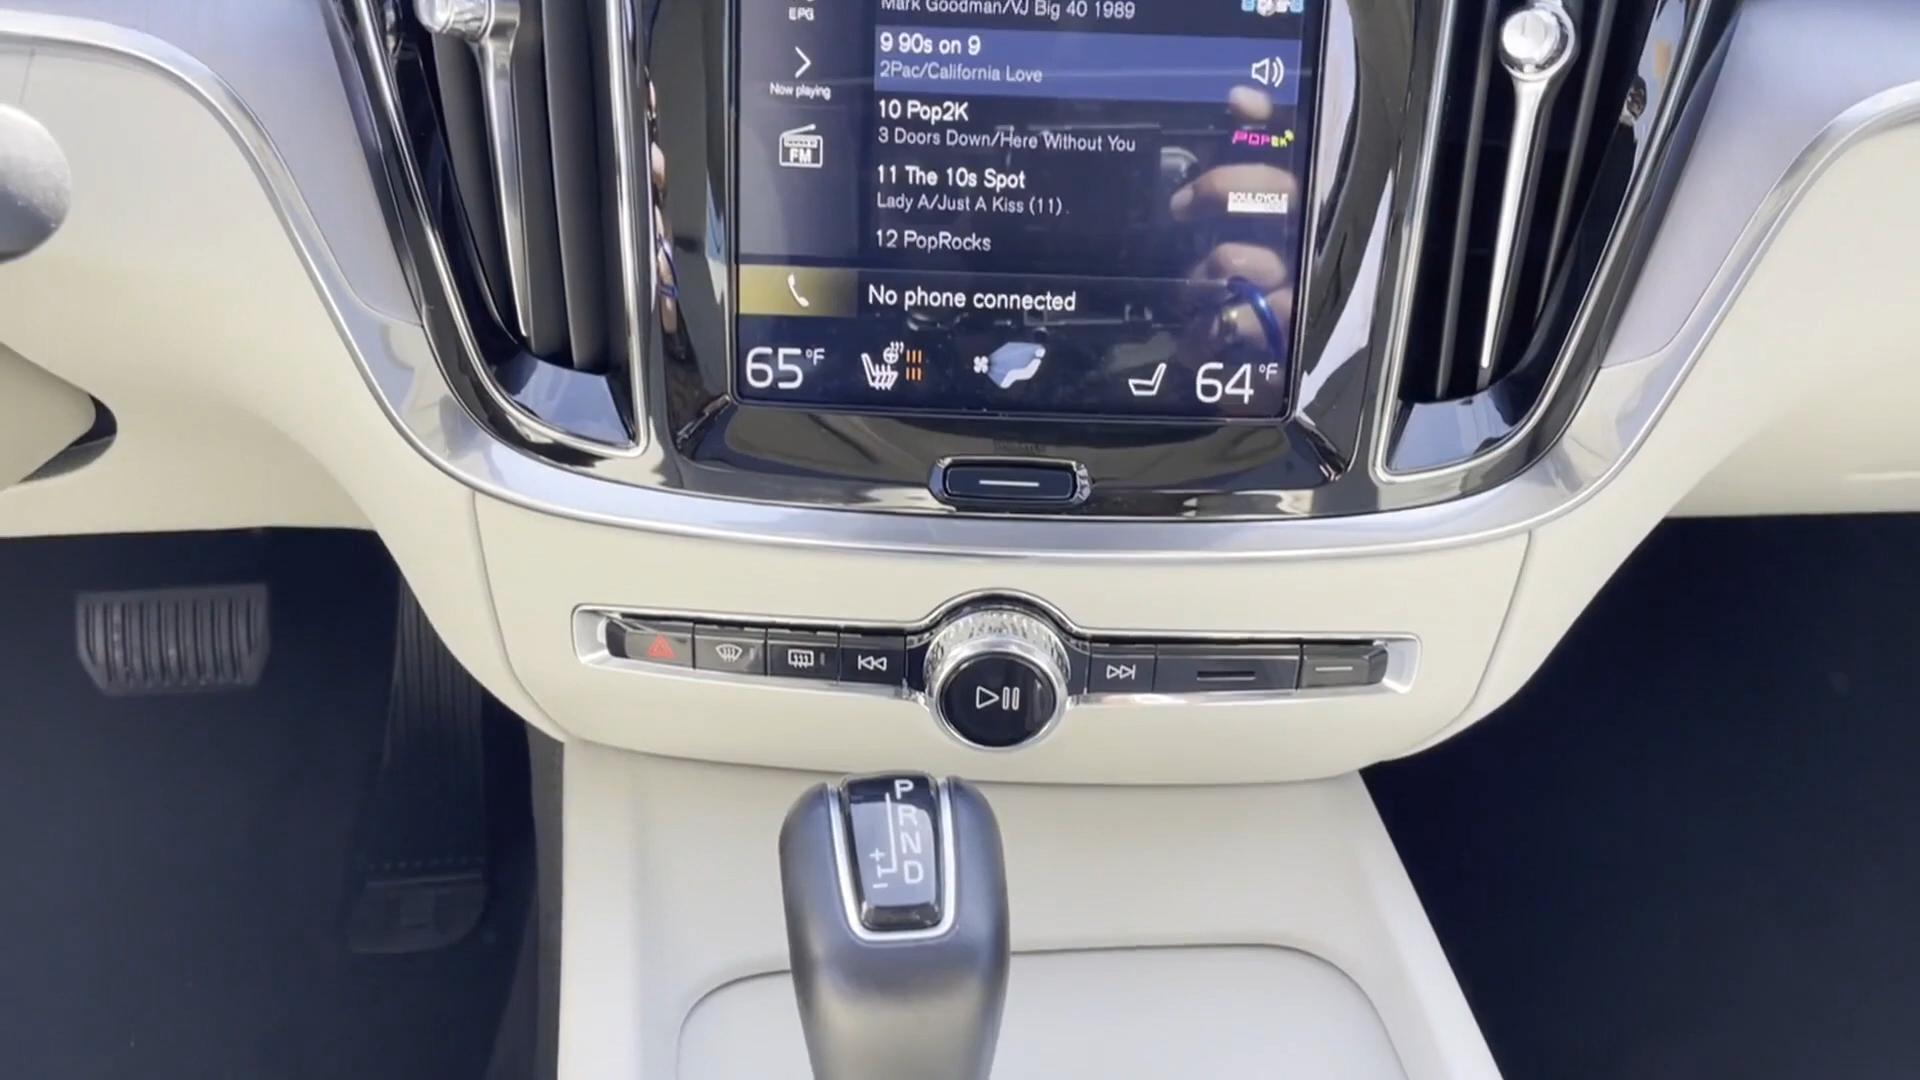 EPG
Mark Goodman/VJ Big 40 1989
9 90s on 9
2Pac/California Love
Now playing
10 Pop2K
3 Doors Down/Here Without You
POP2K
FM
11 The 10s Spot
Lady A/Just A Kiss (11)
SOULCYCLE
12 PopRocks
No phone connected
65°F
64°F
P
R
N
D
+
-